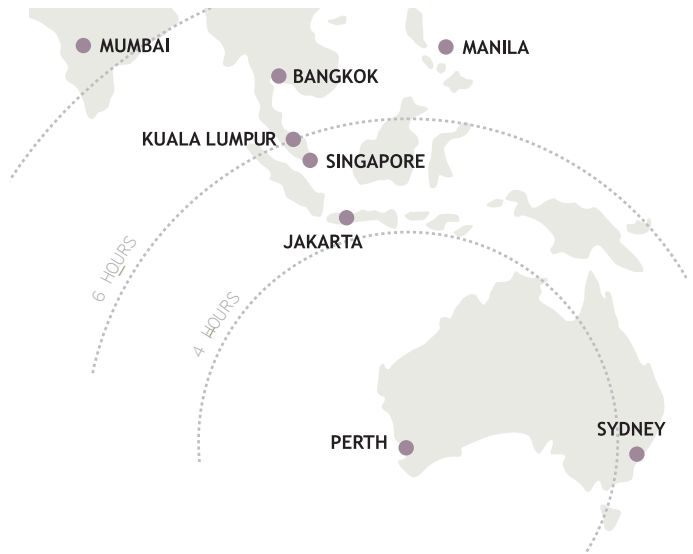 MUMBAI
MANILA
BANGKOK
KUALA LUMPUR
SINGAPORE
JAKARTA
6 HOURS
4 HOURS
SYDNEY
PERTH